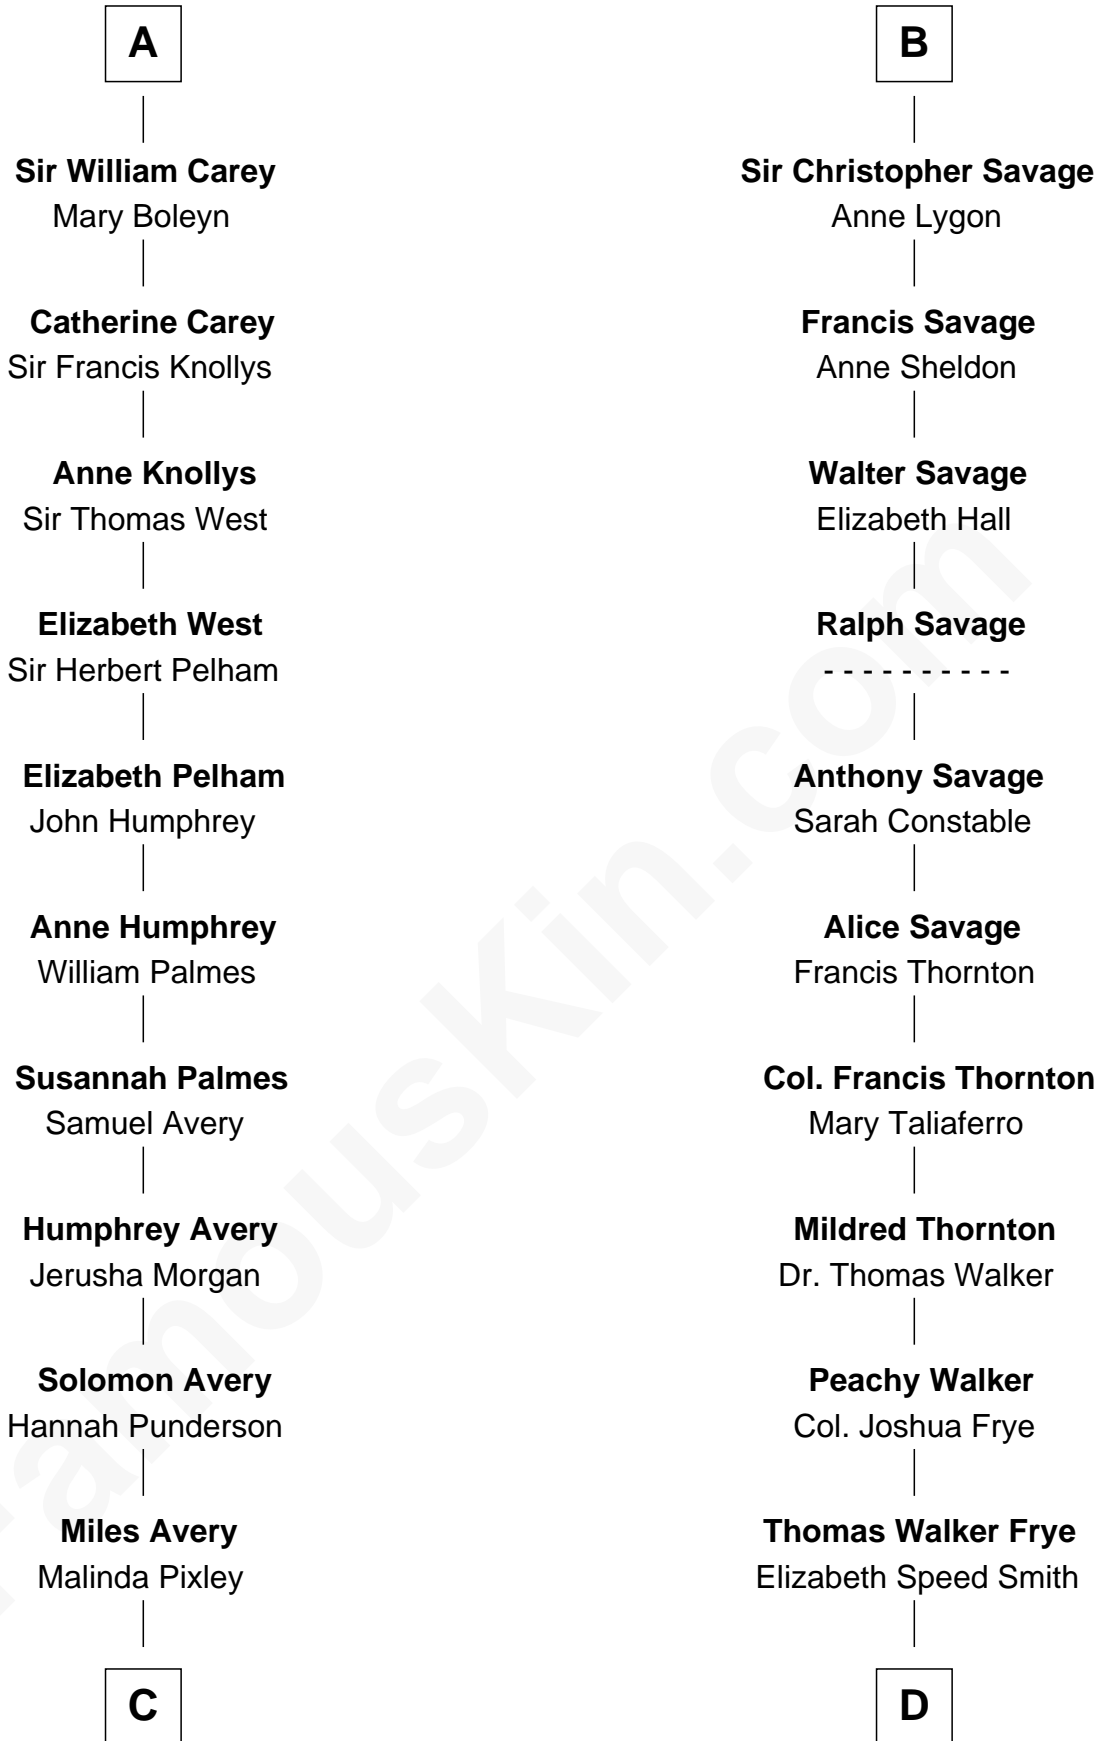 A
Sir William Carey
Mary Boleyn
Catherine Carey
Sir Francis Knollys
Anne Knollys
Sir Thomas West
Elizabeth West
Sir Herbert Pelham
Elizabeth Pelham
John Humphrey
Anne Humphrey
William Palmes
Susannah Palmes
Samuel Avery
Humphrey Avery
Jerusha Morgan
Solomon Avery
Hannah Punderson
Miles Avery
Malinda Pixley
C
B
Sir Christopher Savage
Anne Lygon
Francis Savage
Anne Sheldon
Walter Savage
Elizabeth Hall
Ralph Savage
- - - - - - - - - -
Anthony Savage
Sarah Constable
Alice Savage
Francis Thornton
Col. Francis Thornton
Mary Taliaferro
Mildred Thornton
Dr. Thomas Walker
Peachy Walker
Col. Joshua Frye
Thomas Walker Frye
Elizabeth Speed Smith
D
FamousKin.com